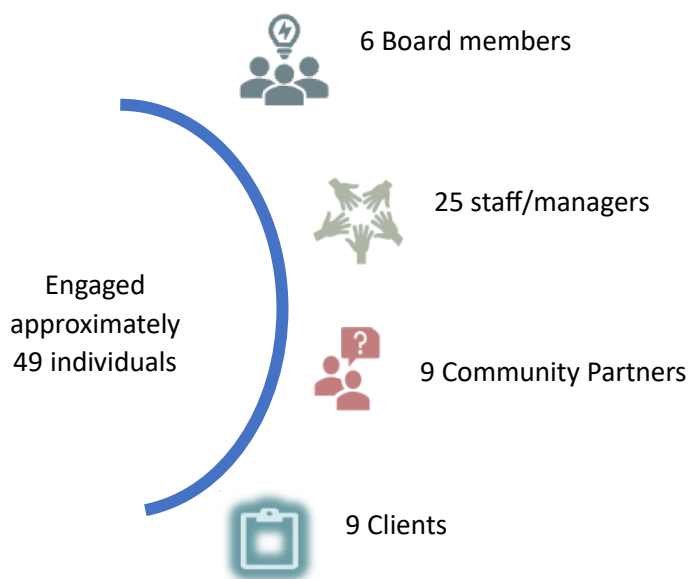 6 Board members
25 staff/managers
Engaged
approximately
49 individuals
?
9 Community Partners
9 Clients